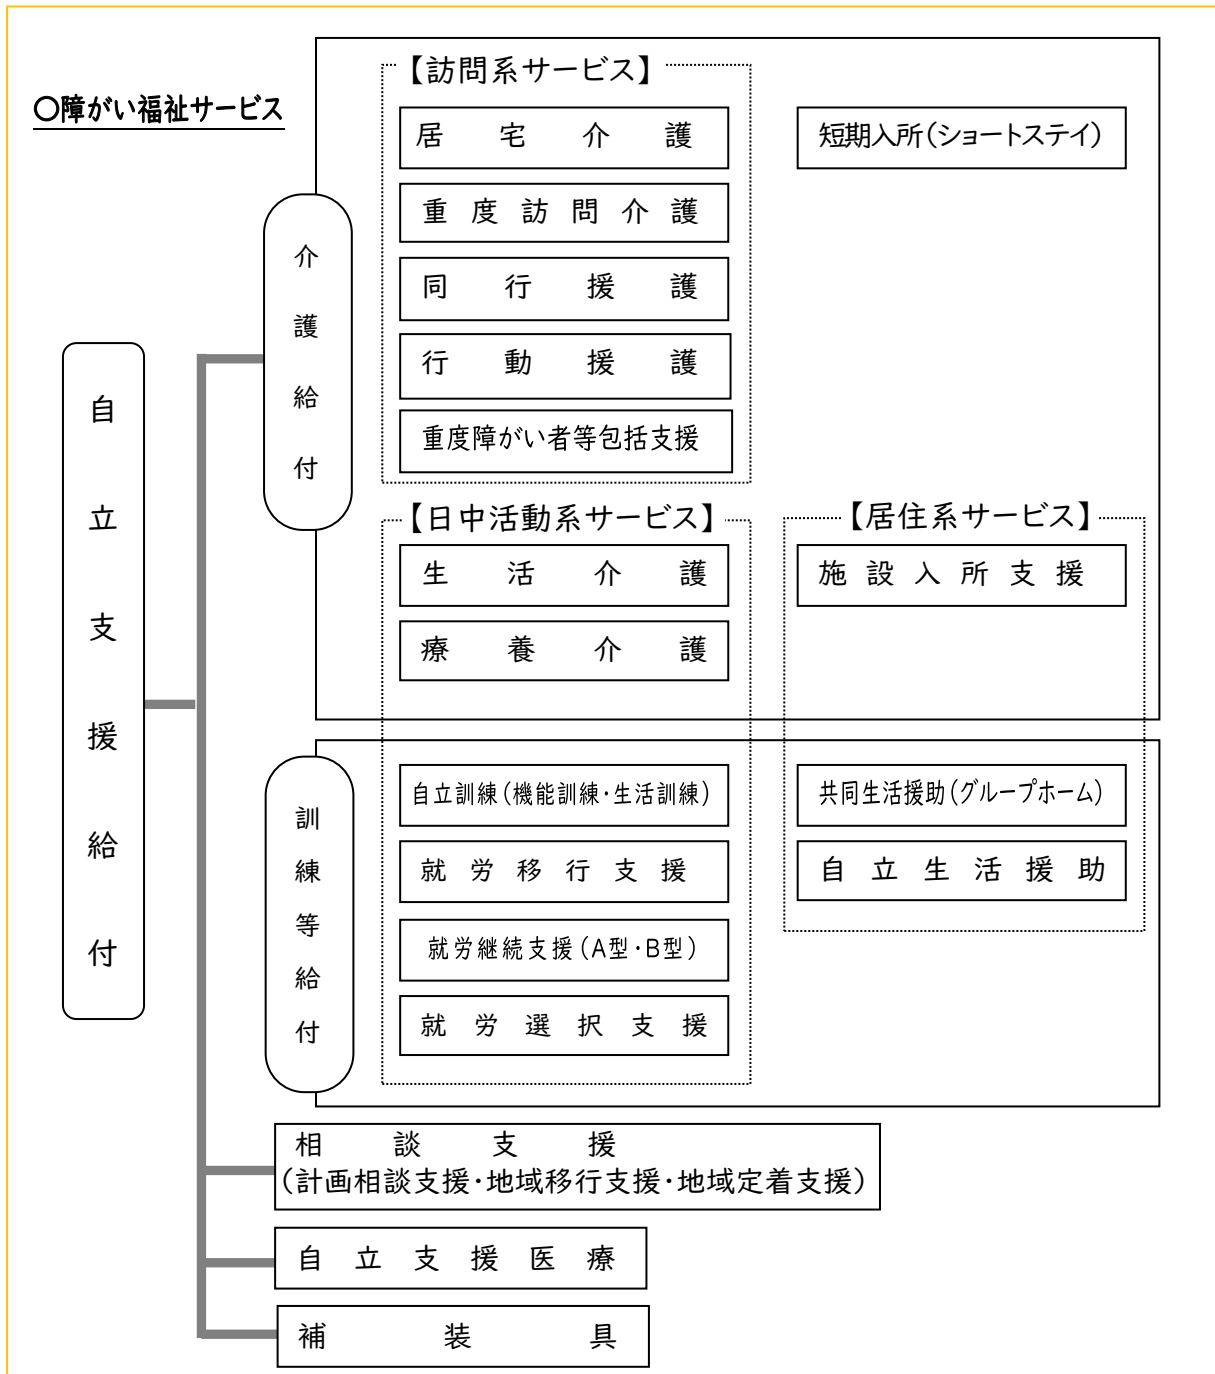 〇障がい福祉サービス
自立支援給付
介護給付
【訪問系サービス】
居宅介護
重度訪問介護
同行援護
行動援護
重度障がい者等包括支援
短期入所（ショートステイ）
【日中活動系サービス】
生活介護
療養介護
【居住系サービス】
施設入所支援
訓練等給付
自立訓練（機能訓練・生活訓練）
就労移行支援
就労継続支援（A型・B型）
就労選択支援
共同生活援助（グループホーム）
自立生活援助
相談支援
（計画相談支援・地域移行支援・地域定着支援）
自立支援医療
補装具